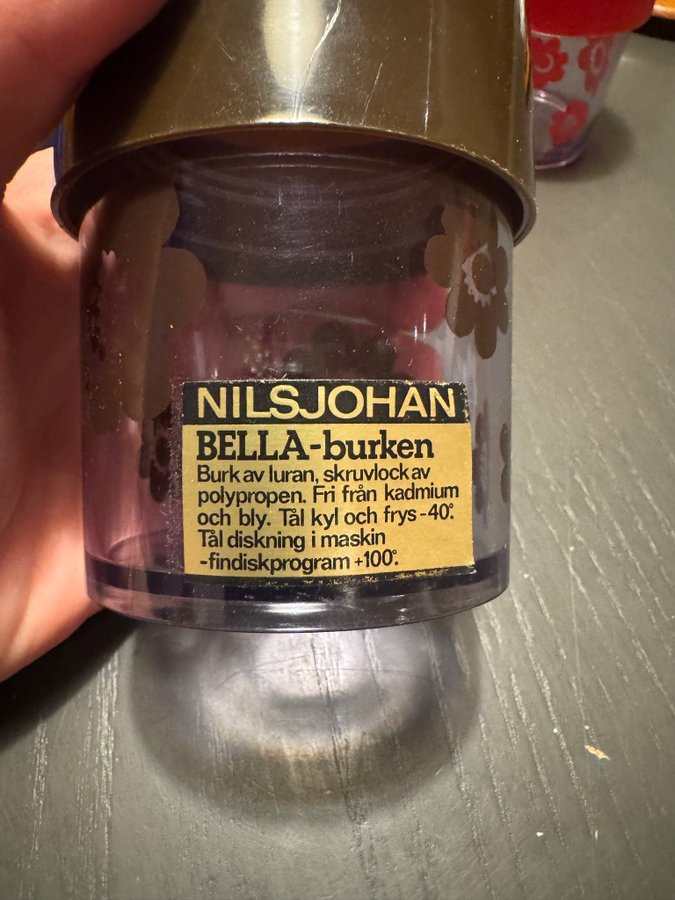 NILSJOHAN
BELLA-burken
Burk av luran, skruvlock av
polypropen. Fri från kadmium
och bly. Tål kyl och frys -40°.
Tål diskning i maskin
-findiskprogram +100°.